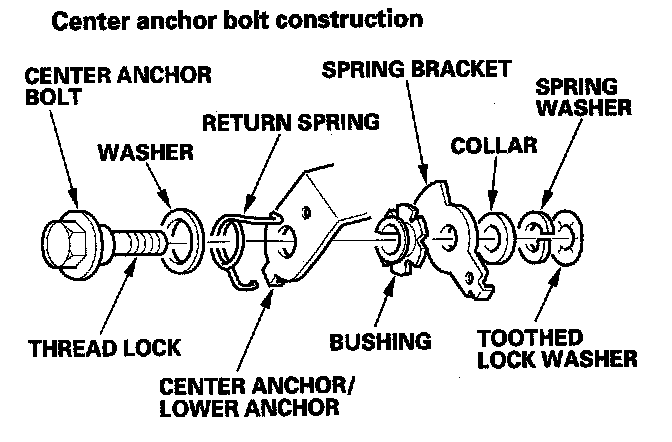 Center anchor bolt construction
CENTER ANCHOR
BOLT
WASHER
RETURN SPRING
SPRING BRACKET
COLLAR
SPRING
WASHER
THREAD LOCK
CENTER ANCHOR/
LOWER ANCHOR
BUSHING
TOOTHED
LOCK WASHER